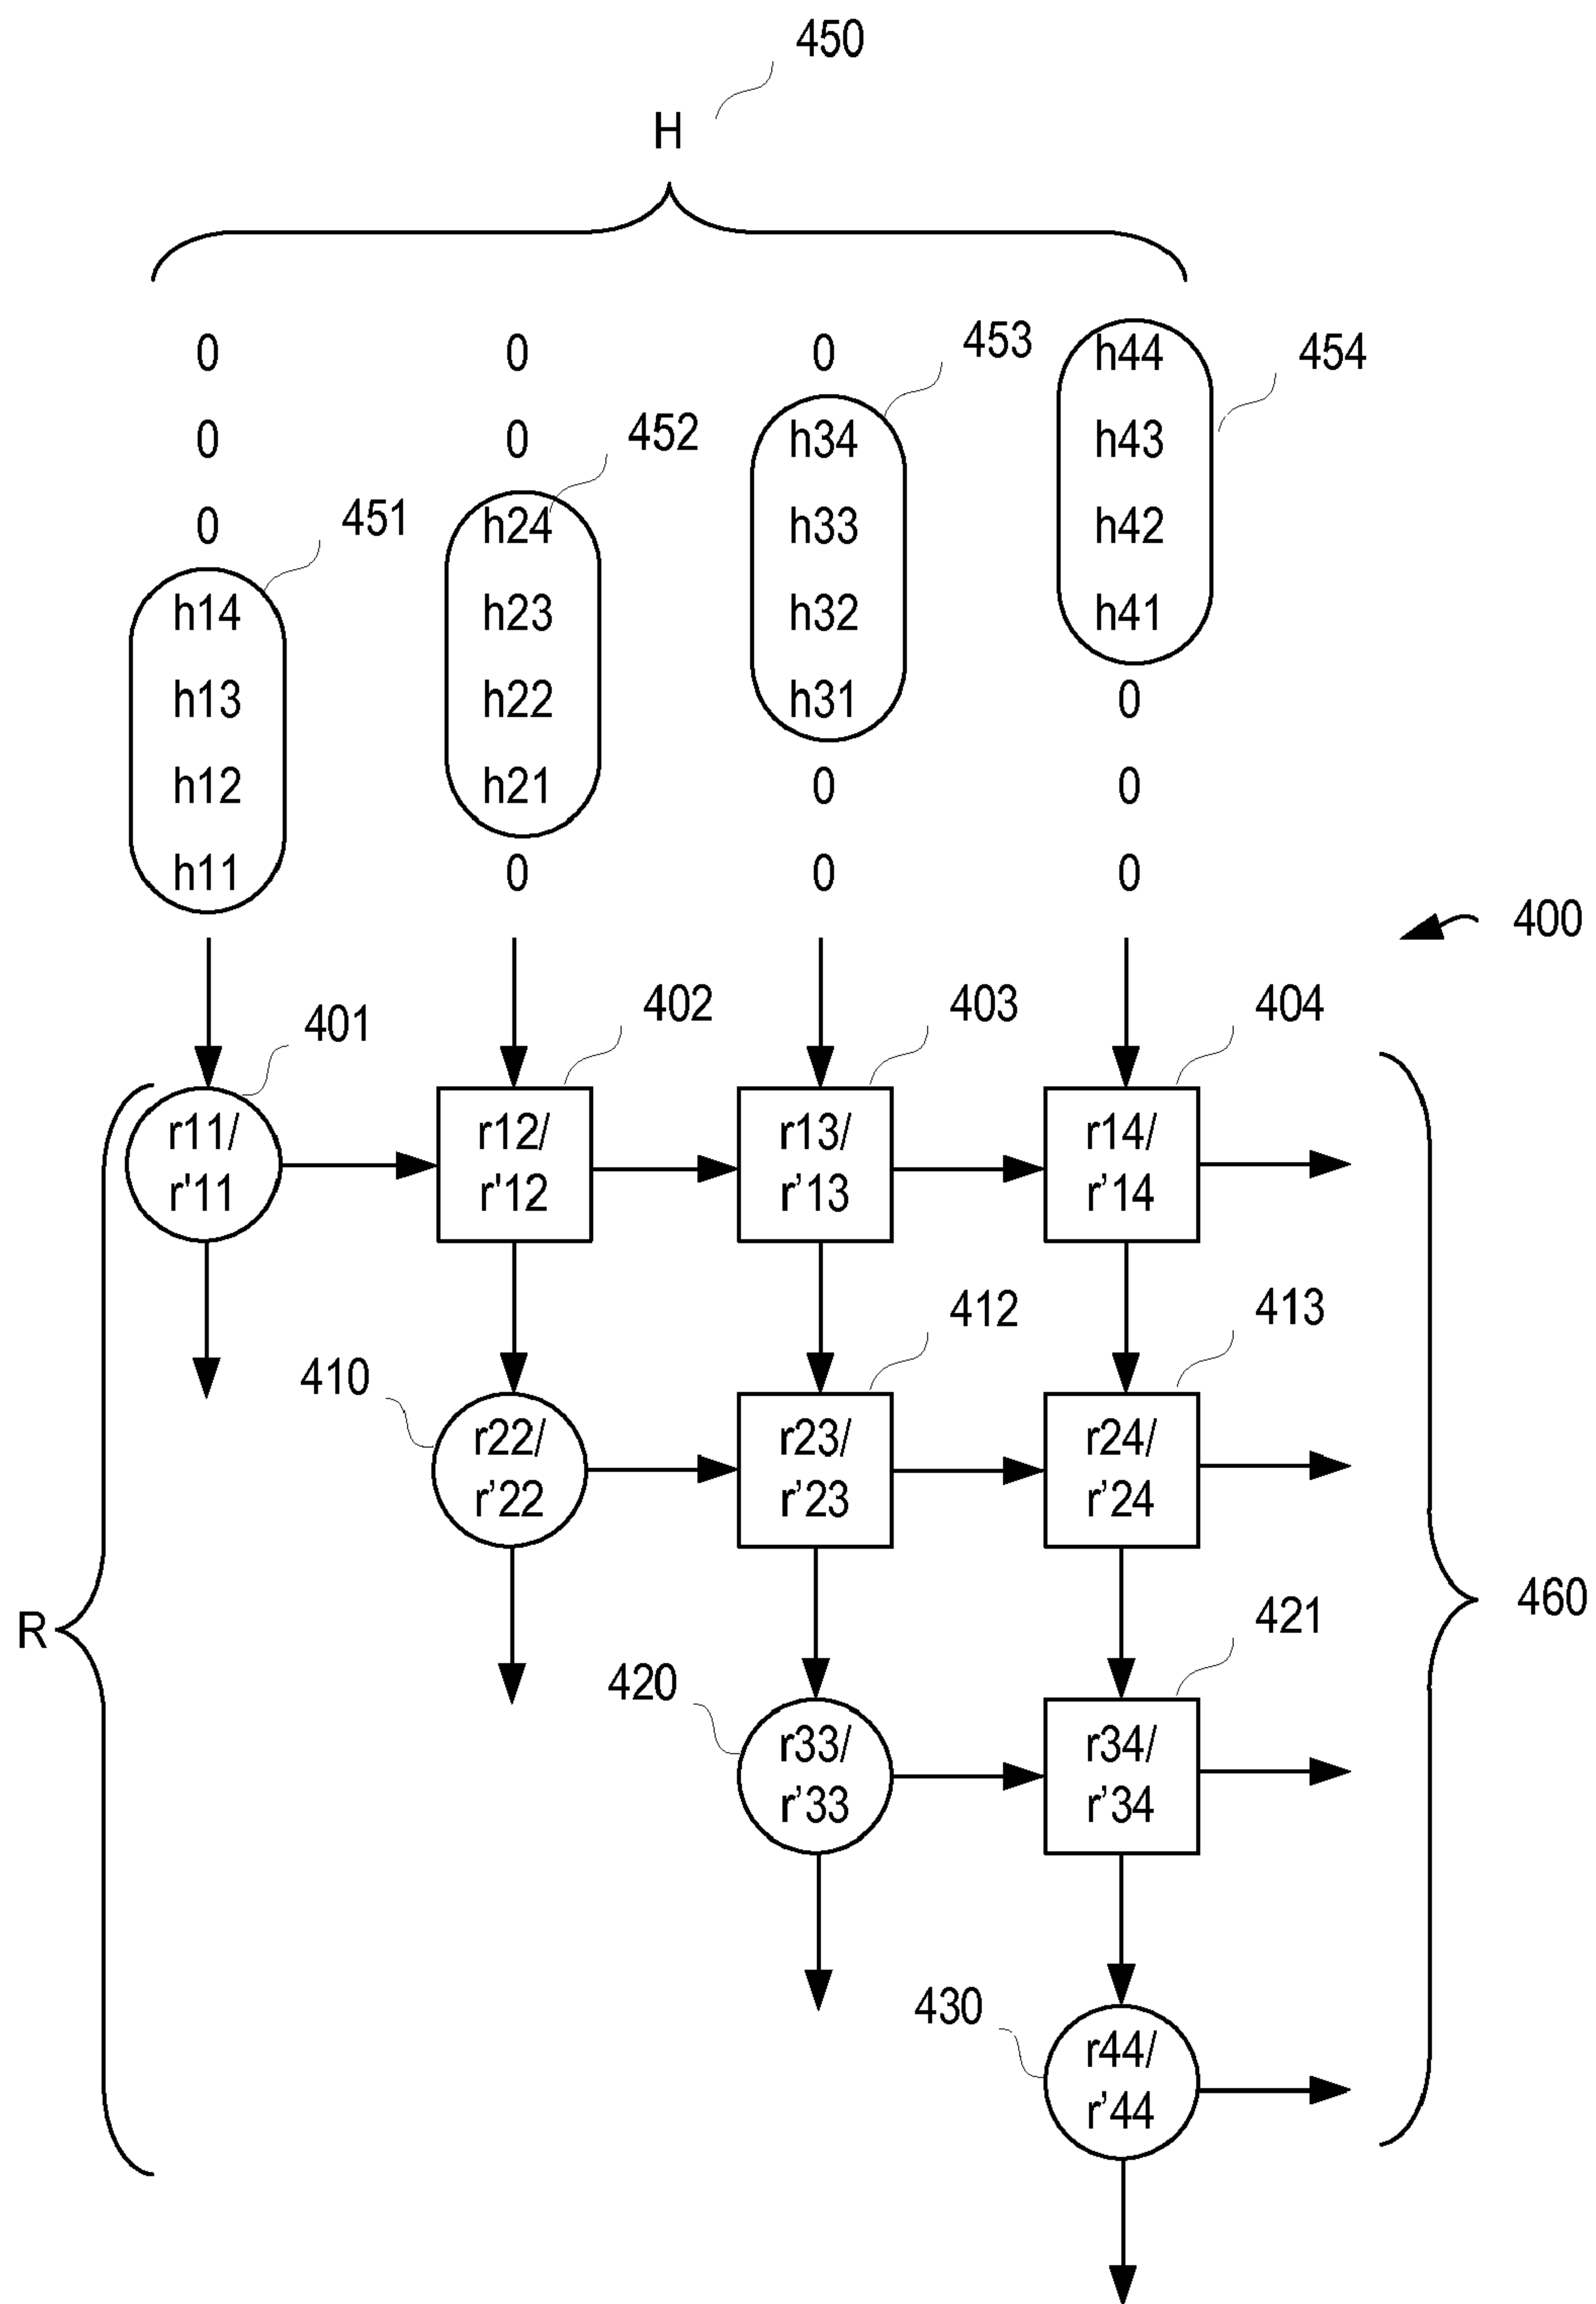 450
H
0 0 0 h44
453
454
0 0 h34 h43
452
0 h24 h33 h42
451
h14 h23 h32 h41
h13 h22 h31 0
h12 h21 0 0
h11 0 0 0
400
401
402
403
404
r11/ r12/ r13/ r14/
r'11 r'12 r'13 r'14
410
412
413
r22/ r23/ r24/
r'22 r'23 r'24
R
460
420
421
r33/ r34/
r'33 r'34
430
r44/
r'44